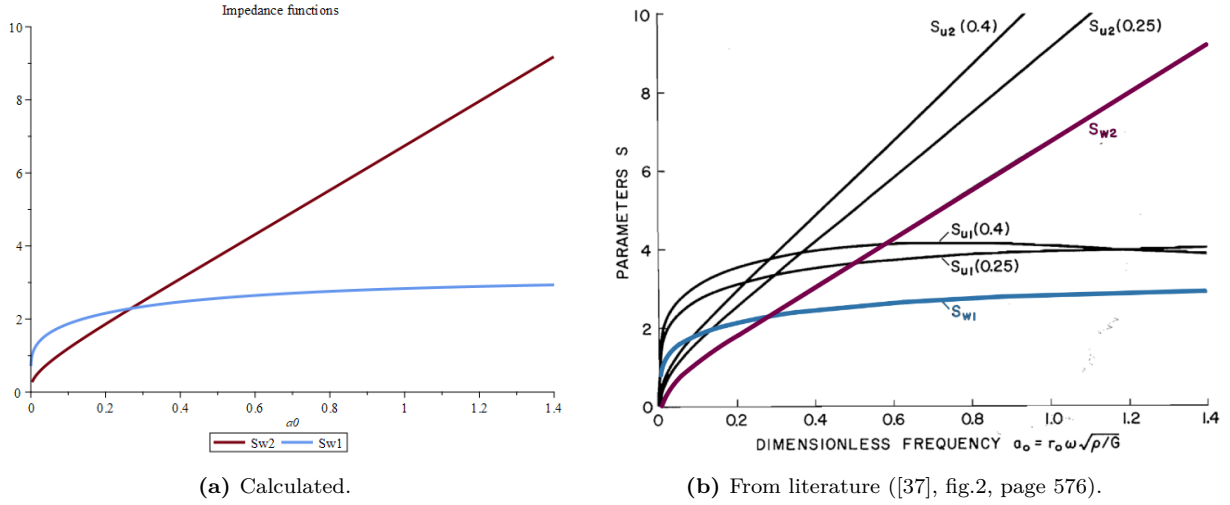 Impedance functions
10
8
6
4
2
0
0 0.2 0.4 0.6 0.8 1 1.2 1.4
a0
Sw2 Sw1
(a) Calculated.
10
8
6
4
2
0
PARAMETERS S
Su2(0.4)
Su2(0.25)
Sw2
Su1(0.4)
Su1(0.25)
Sw1
0 0.2 0.4 0.6 0.8 1.0 1.2 1.4
DIMENSIONLESS FREQUENCY ao = roω√ρ/G
(b) From literature ([37], fig.2, page 576).